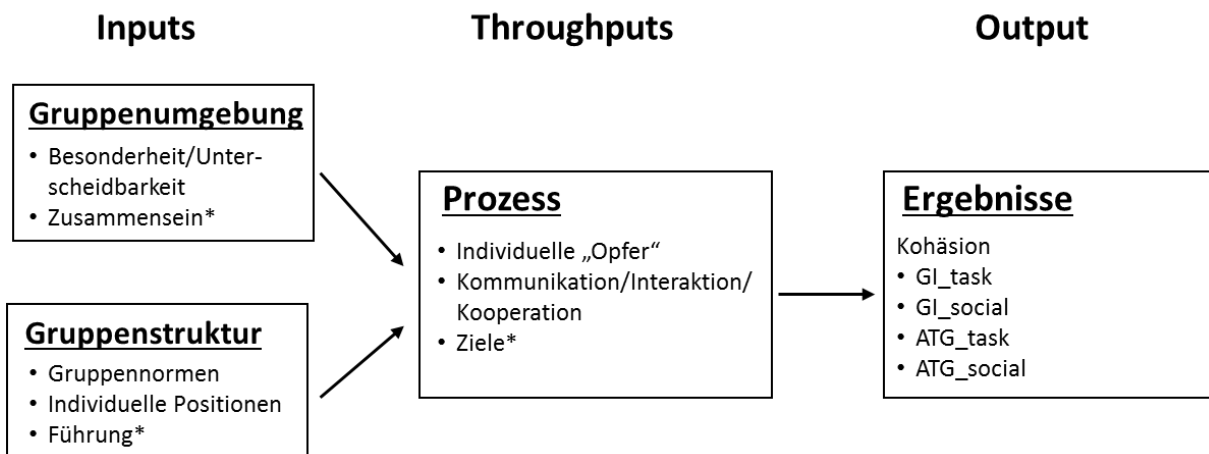 Inputs
Throughputs
Output
Gruppenumgebung
• Besonderheit/Unter-
scheidbarkeit
• Zusammensein*
Gruppenstruktur
• Gruppennormen
• Individuelle Positionen
• Führung*
Prozess
• Individuelle „Opfer“
• Kommunikation/Interaktion/
Kooperation
• Ziele*
Ergebnisse
Kohäsion
• GI_task
• GI_social
• ATG_task
• ATG_social